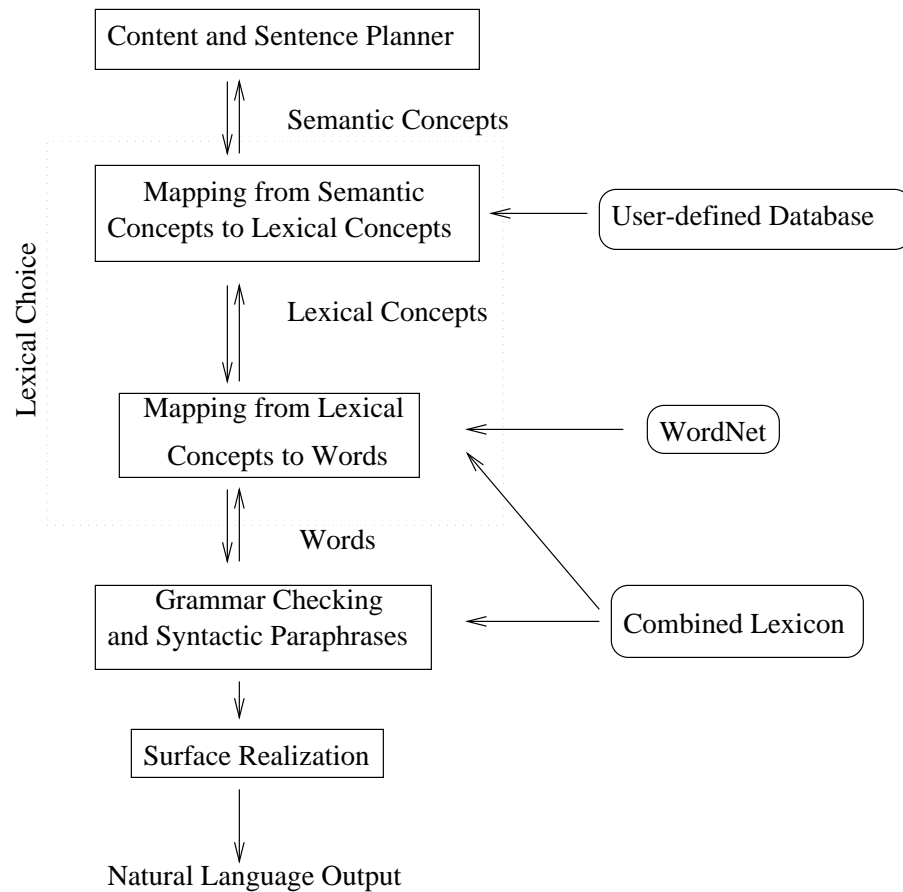 Content and Sentence Planner
Semantic Concepts
Mapping from Semantic
Concepts to Lexical Concepts
User-defined Database
Lexical Choice
Lexical Concepts
Mapping from Lexical
Concepts to Words
WordNet
Words
Grammar Checking
and Syntactic Paraphrases
Combined Lexicon
Surface Realization
Natural Language Output